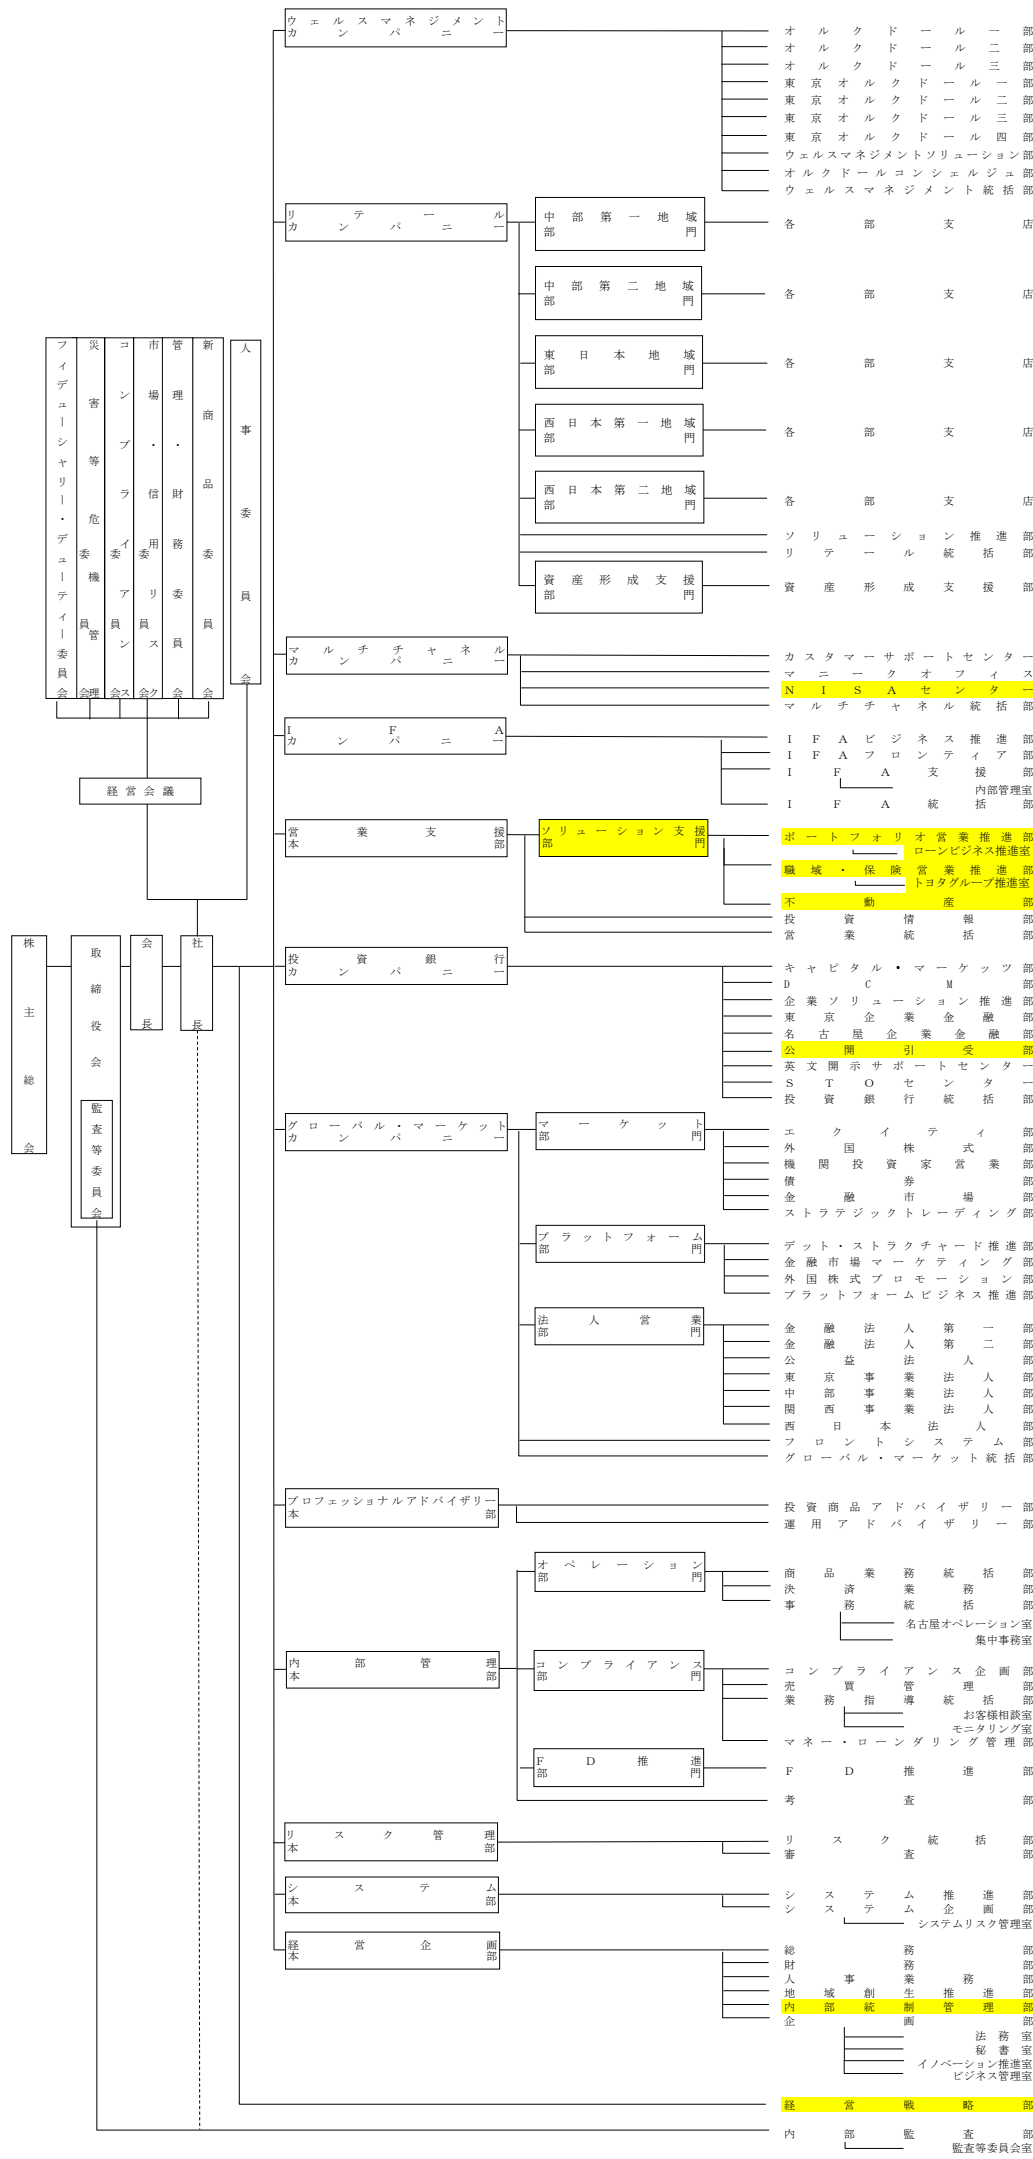 ウェルスマネジメント
カンパニー
オルクドール一部
オルクドール二部
オルクドール三部
東京オルクドール一部
東京オルクドール二部
東京オルクドール三部
東京オルクドール四部
ウェルスマネジメントソリューション部
オルクドールコンシェルジュ部
ウェルスマネジメント統括部
リテール
カンパニー
中部第一地域
部門
各部支店
中部第二地域
部門
各部支店
東日本地域
部門
各部支店
西日本第一地域
部門
各部支店
西日本第二地域
部門
各部支店
ソリューション推進部
リテール統括部
資産形成支援
部門
資産形成支援部
フィデューシャリー・デューティー委員会
災害等危機管理
委員会
コンプライアンス
委員会
市場・信用リスク
委員会
管理・財務委員会
新商品委員会
人事委員会
経営会議
マルチチャネル
カンパニー
カスタマーサポートセンター
マニークオフィス
NISAセンター
マルチチャネル統括部
IFA
カンパニー
IFAビジネス推進部
IFAフロンティア部
IFA支援部
内部管理室
IFA統括部
営業支援
本部
ソリューション支援
部門
ポートフォリオ営業推進部
ローンビジネス推進室
職域・保険営業推進部
トヨタグループ推進室
不動産部
投資情報部
営業統括部
株主総会
取締役会
監査等委員会
会長
社長
投資銀行
カンパニー
キャピタル・マーケッツ部
DCM部
企業ソリューション推進部
東京企業金融部
名古屋企業金融部
公開引受部
英文開示サポートセンター
STOセンター
投資銀行統括部
グローバル・マーケット
カンパニー
マーケット
部門
エクイティ部
外国株式部
機関投資家営業部
債券部
金融市場部
ストラテジックトレーディング部
プラットフォーム
部門
デット・ストラクチャード推進部
金融市場マーケティング部
外国株式プロモーション部
プラットフォームビジネス推進部
法人営業
部門
金融法人第一部
金融法人第二部
公益法人部
東京事業法人部
中部事業法人部
関西事業法人部
西日本法人部
フロントシステム部
グローバル・マーケット統括部
プロフェッショナルアドバイザリー
本部
投資商品アドバイザリー部
運用アドバイザリー部
内部管理
本部
オペレーション
部門
商品業務統括部
決済業務部
事務統括部
名古屋オペレーション室
集中事務室
コンプライアンス
部門
コンプライアンス企画部
売買管理部
業務指導統括部
お客様相談室
モニタリング室
マネー・ローンダリング管理部
FD推進
部門
FD推進部
考査部
リスク管理
本部
リスク統括部
審査部
システム
本部
システム推進部
システム企画部
システムリスク管理室
経営企画
本部
総務部
財務部
人事業務部
地域創生推進部
内部統制管理部
企画部
法務室
秘書室
イノベーション推進室
ビジネス管理室
経営戦略部
内部監査部
監査等委員会室